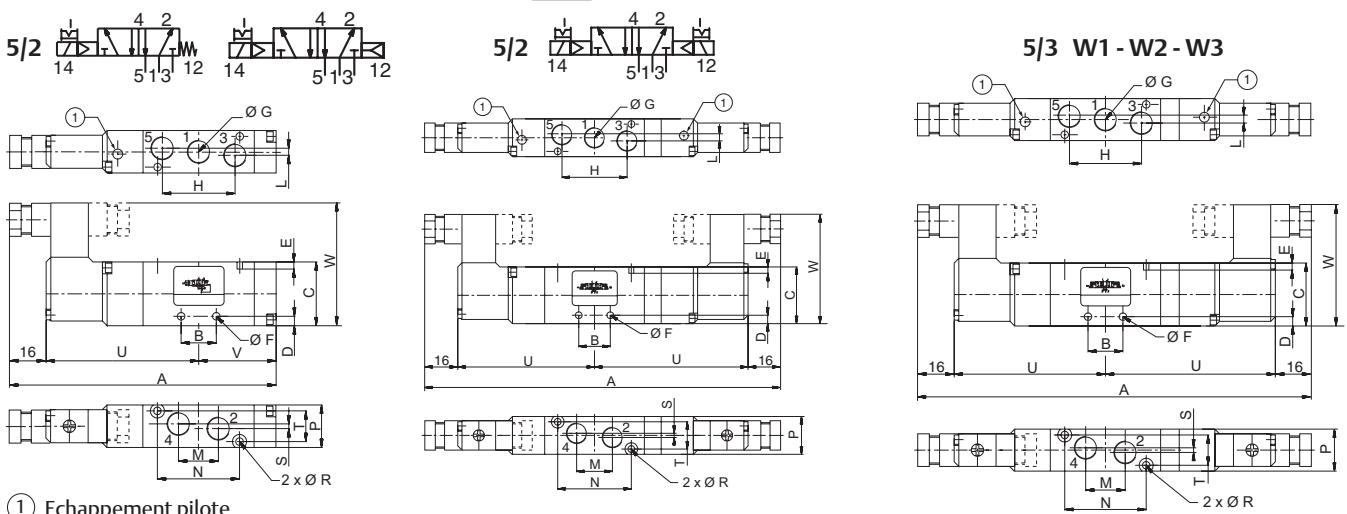 5/2
4 2
14
5 1 3
12
4 2
14
5 1 3
12
5/2
4 2
14
5 1 3
12
5/3 W1 - W2 - W3
1
5
1
3
Ø G
H
L
1
5
1
3
Ø G
1
H
L
1
5
1
3
Ø G
1
H
L
E
W
C
B
Ø F
D
16
U
V
A
E
W
C
B
Ø F
D
16
U
U
16
A
E
W
C
B
Ø F
D
16
U
U
16
A
4
2
M
N
S
T
P
2 x Ø R
4
2
M
N
S
T
P
2 x Ø R
4
2
M
N
S
T
P
2 x Ø R
1 Echappement pilote